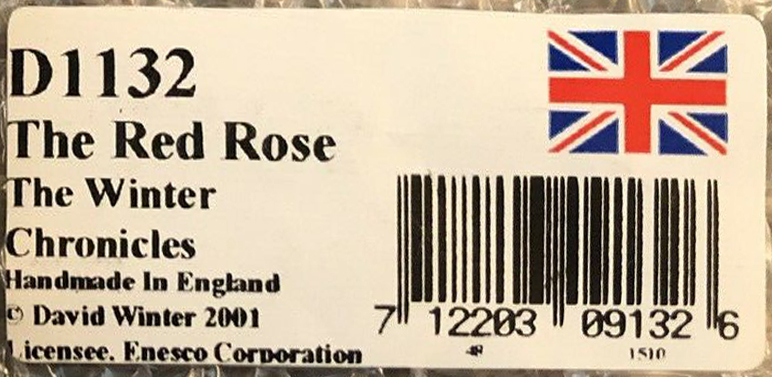 D1132
The Red Rose
The Winter
Chronicles
Handmade In England
© David Winter 2001
Licensee. Enesco Corporation
7 12203 09132 6
1510